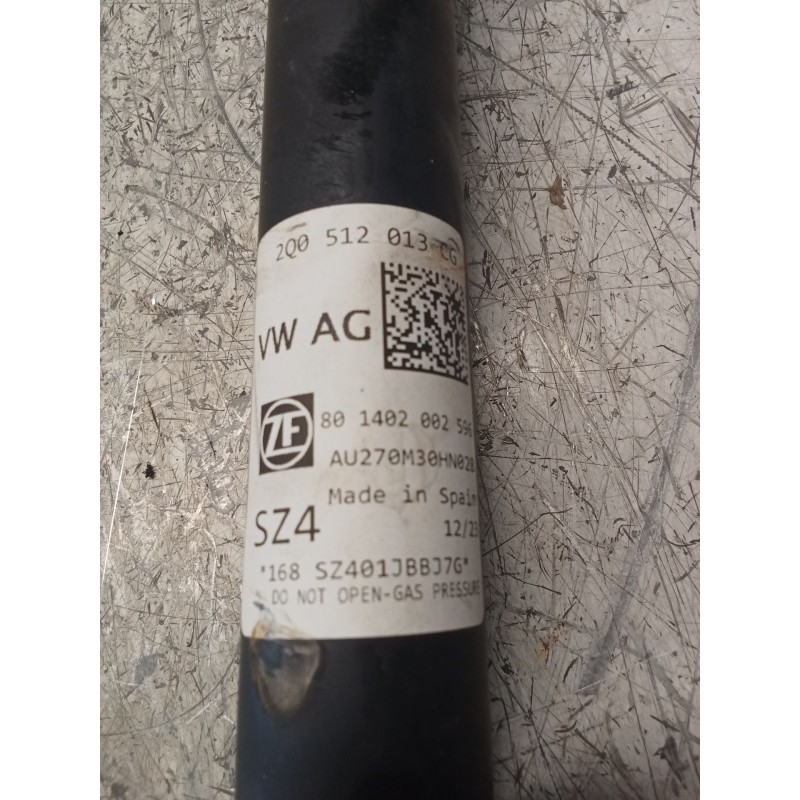 2Q0 512 013 CG
VW AG
ZF
80 1402 002 596
AU270M30HN028
Made in Spain
SZ4
12/23
*168 SZ401JBBJ7G*
DO NOT OPEN-GAS PRESSURE